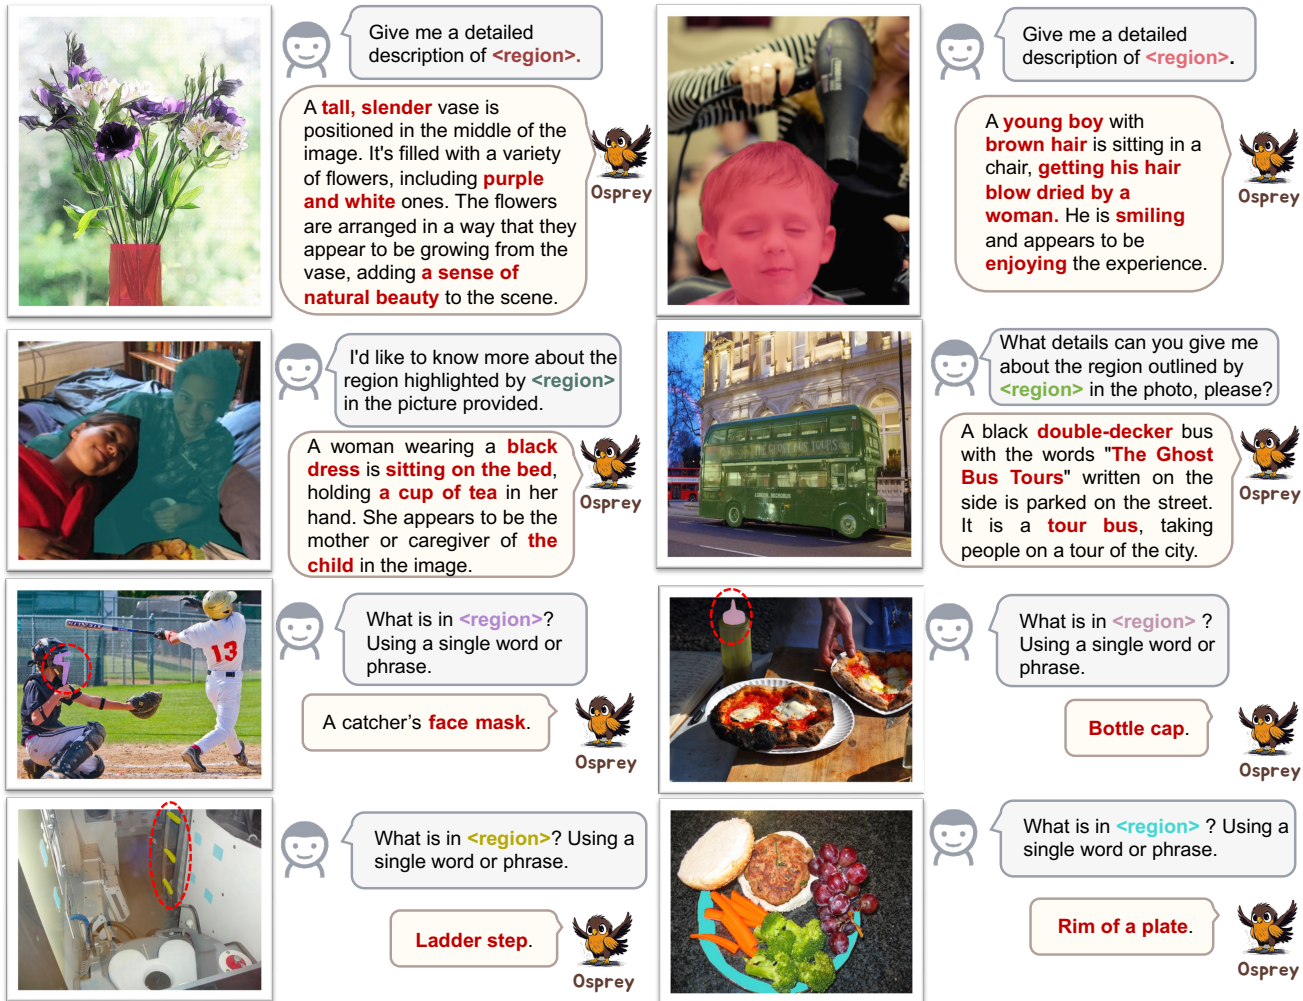 Give me a detailed
description of <region>.
A tall, slender vase is
positioned in the middle of the
image. It's filled with a variety
of flowers, including purple
and white ones. The flowers
are arranged in a way that they
appear to be growing from the
vase, adding a sense of
natural beauty to the scene.
Osprey
Give me a detailed
description of <region>.
A young boy with
brown hair is sitting in a
chair, getting his hair
blow dried by a
woman. He is smiling
and appears to be
enjoying the experience.
Osprey
I'd like to know more about the
region highlighted by <region>
in the picture provided.
A woman wearing a black
dress is sitting on the bed,
holding a cup of tea in her
hand. She appears to be the
mother or caregiver of the
child in the image.
Osprey
THE GHOST BUS TOURS
LONDON NECROBUS
What details can you give me
about the region outlined by
<region> in the photo, please?
A black double-decker bus
with the words "The Ghost
Bus Tours" written on the
side is parked on the street.
It is a tour bus, taking
people on a tour of the city.
Osprey
13
What is in <region>?
Using a single word or
phrase.
A catcher's face mask.
Osprey
What is in <region> ?
Using a single word or
phrase.
Bottle cap.
Osprey
What is in <region>? Using a
single word or phrase.
Ladder step.
Osprey
What is in <region> ? Using a
single word or phrase.
Rim of a plate.
Osprey